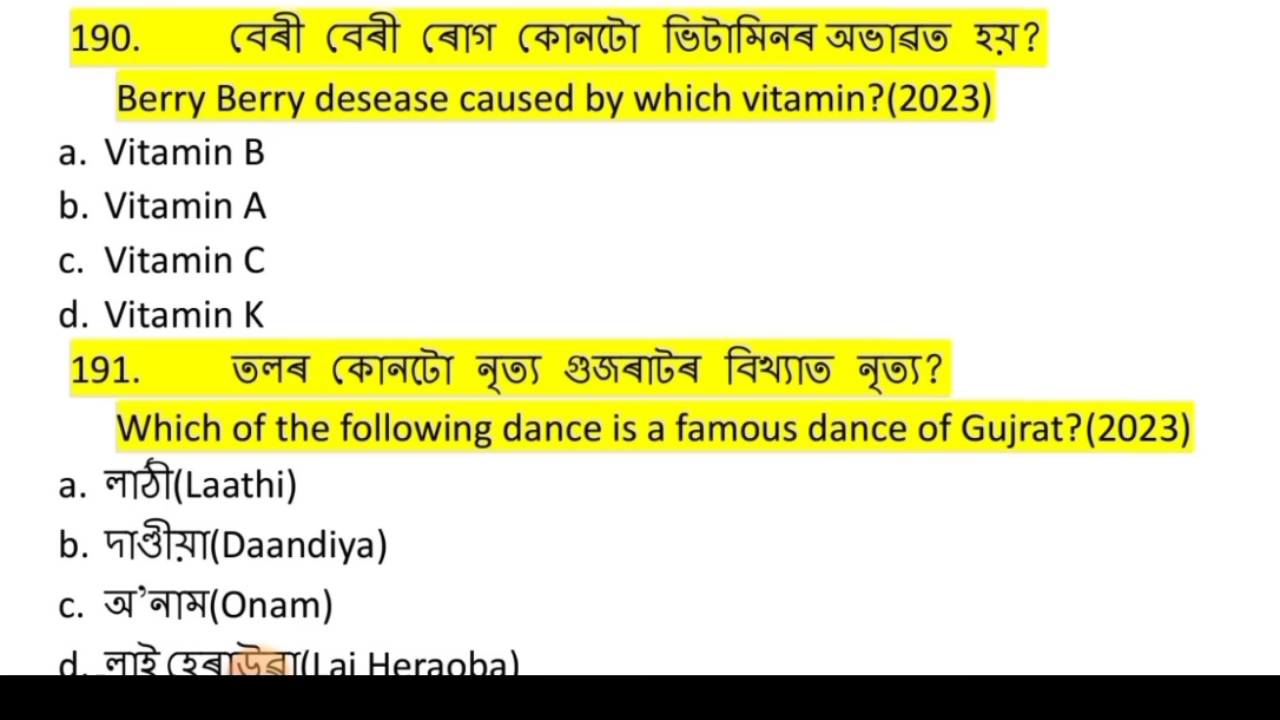 190. বেৰী বেৰী ৰোগ কোনটো ভিটামিনৰ অভাৱত হয়?
Berry Berry desease caused by which vitamin?(2023)
a. Vitamin B
b. Vitamin A
c. Vitamin C
d. Vitamin K
191. তলৰ কোনটো নৃত্য গুজৰাটৰ বিখ্যাত নৃত্য?
Which of the following dance is a famous dance of Gujrat?(2023)
a. লাঠী(Laathi)
b. দাণ্ডীয়া(Daandiya)
c. অ’নাম(Onam)
d. লাই হেৰাউৱা(Lai Heraoba)